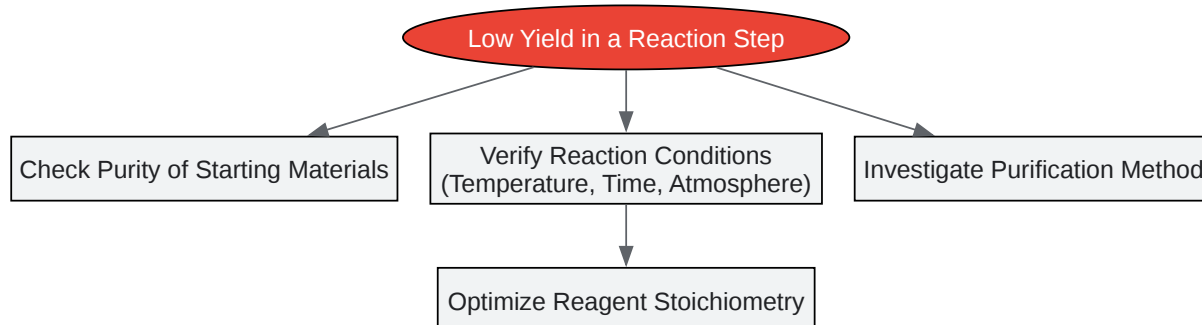 Low Yield in a Reaction Step
Check Purity of Starting Materials
Verify Reaction Conditions
(Temperature, Time, Atmosphere)
Investigate Purification Method
Optimize Reagent Stoichiometry